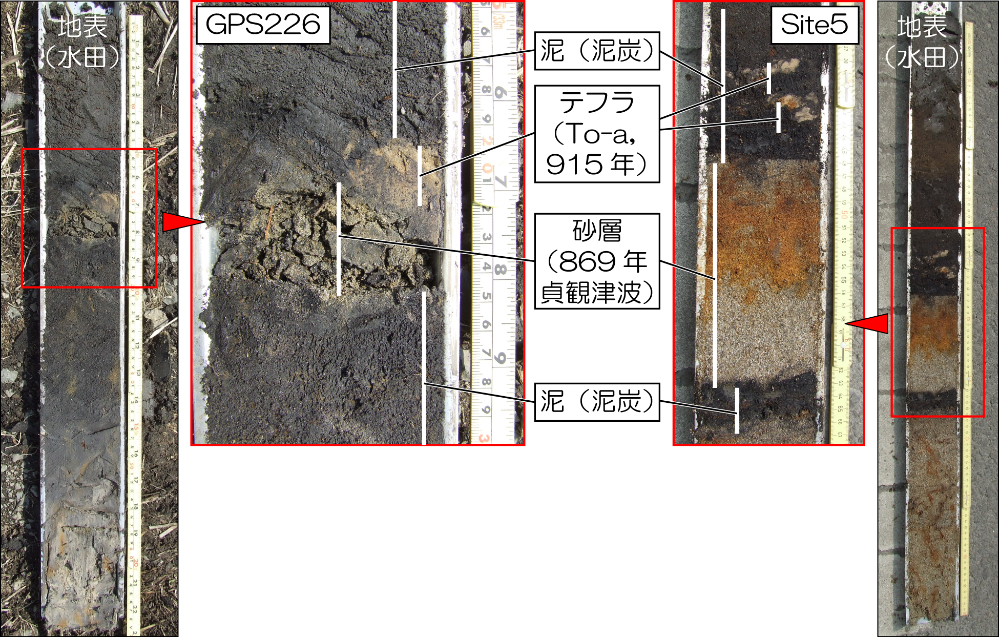 地表
（水田）
GPS226
泥（泥炭）
テフラ
（To-a,
915年）
砂層
（869年
貞観津波）
泥（泥炭）
Site5
地表
（水田）